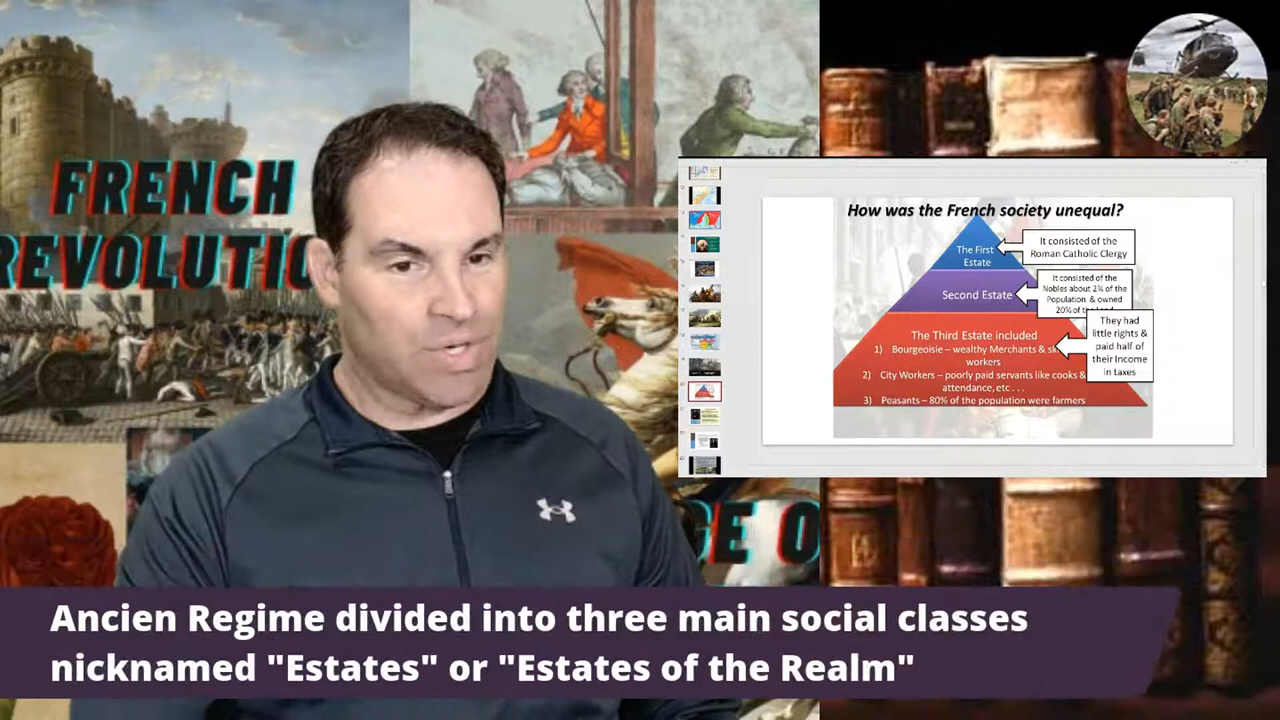 FRENCH
REVOLUTIO
GE O
How was the French society unequal?
The First
Estate
It consisted of the
Roman Catholic Clergy
Second Estate
It consisted of the
Nobles about 2% of the
Population & owned
20% of the
They had
little rights &
paid half of
their Income
in taxes
The Third Estate included
1) Bourgeoisie – wealthy Merchants & sk
workers
2) City Workers – poorly paid servants like cooks &
attendance, etc . . .
3) Peasants – 80% of the population were farmers
Ancien Regime divided into three main social classes
nicknamed "Estates" or "Estates of the Realm"